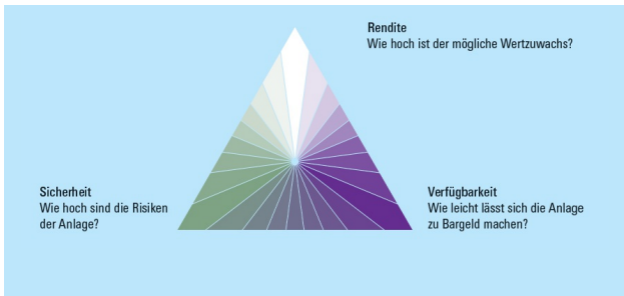 Rendite
Wie hoch ist der mögliche Wertzuwachs?
Sicherheit
Wie hoch sind die Risiken
der Anlage?
Verfügbarkeit
Wie leicht lässt sich die Anlage
zu Bargeld machen?